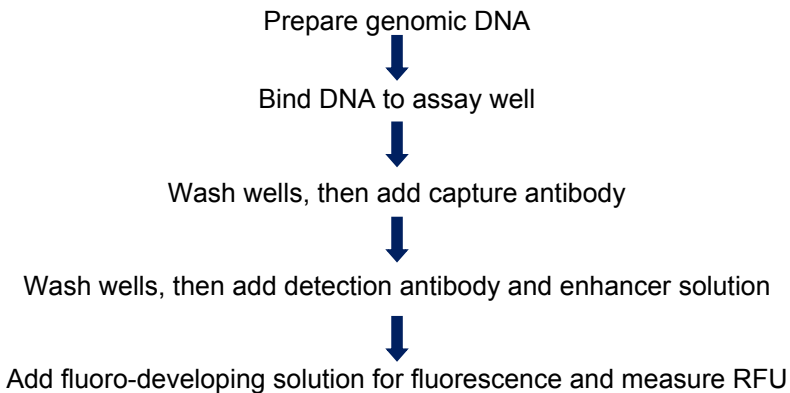 Prepare genomic DNA
Bind DNA to assay well
Wash wells, then add capture antibody
Wash wells, then add detection antibody and enhancer solution
Add fluoro-developing solution for fluorescence and measure RFU